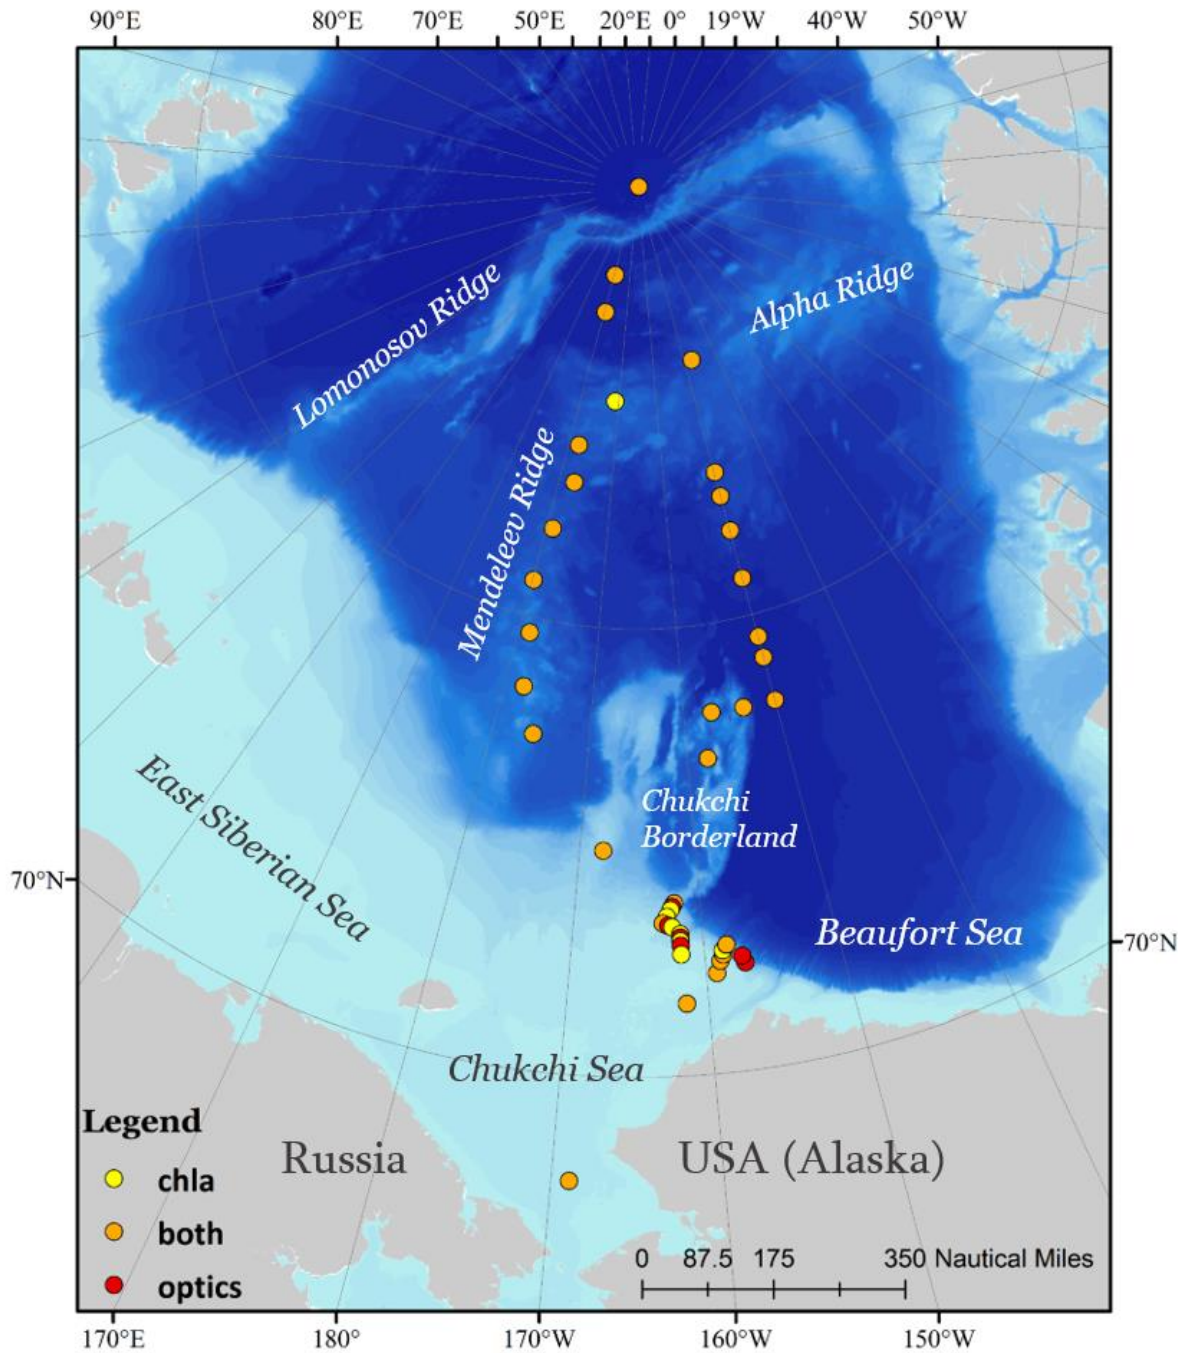 90°E 80°E 70°E 50°E 20°E 0° 19°W 40°W 50°W
Lomonosov Ridge
Alpha Ridge
Mendeleev Ridge
East Siberian Sea
Chukchi
Borderland
70°N
Beaufort Sea
70°N
Chukchi Sea
Legend
Russia
USA (Alaska)
chla
both
optics
0 87.5 175 350 Nautical Miles
170°E 180° 170°W 160°W 150°W